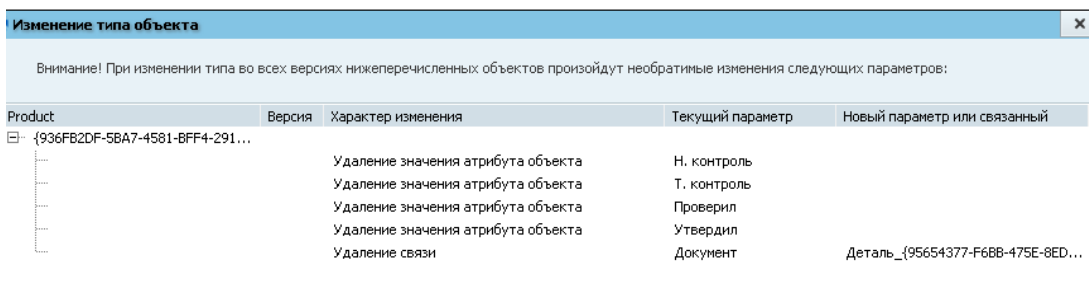 Изменение типа объекта
Внимание! При изменении типа во всех версиях нижеперечисленных объектов произойдут необратимые изменения следующих параметров:
Product Версия Характер изменения Текущий параметр Новый параметр или связанный
{936FB2DF-5BA7-4581-BFF4-291...
Удаление значения атрибута объекта Н. контроль
Удаление значения атрибута объекта Т. контроль
Удаление значения атрибута объекта Проверил
Удаление значения атрибута объекта Утвердил
Удаление связи Документ Деталь_{95654377-F6BB-475E-8ED...